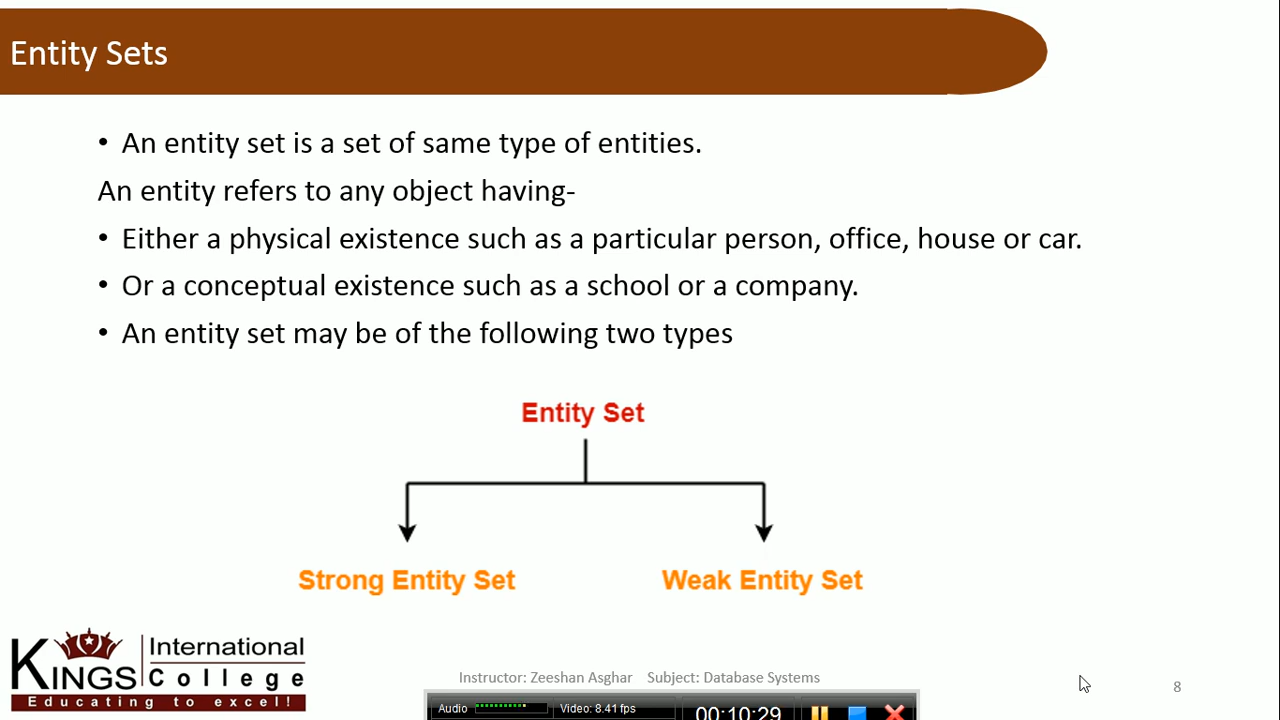 Entity Sets
• An entity set is a set of same type of entities.
An entity refers to any object having-
• Either a physical existence such as a particular person, office, house or car.
• Or a conceptual existence such as a school or a company.
• An entity set may be of the following two types
Entity Set
Strong Entity Set Weak Entity Set
KINGS International College
Educating to excel!
Instructor: Zeeshan Asghar Subject: Database Systems
8
Audio Video: 8.41 fps 00:10:29